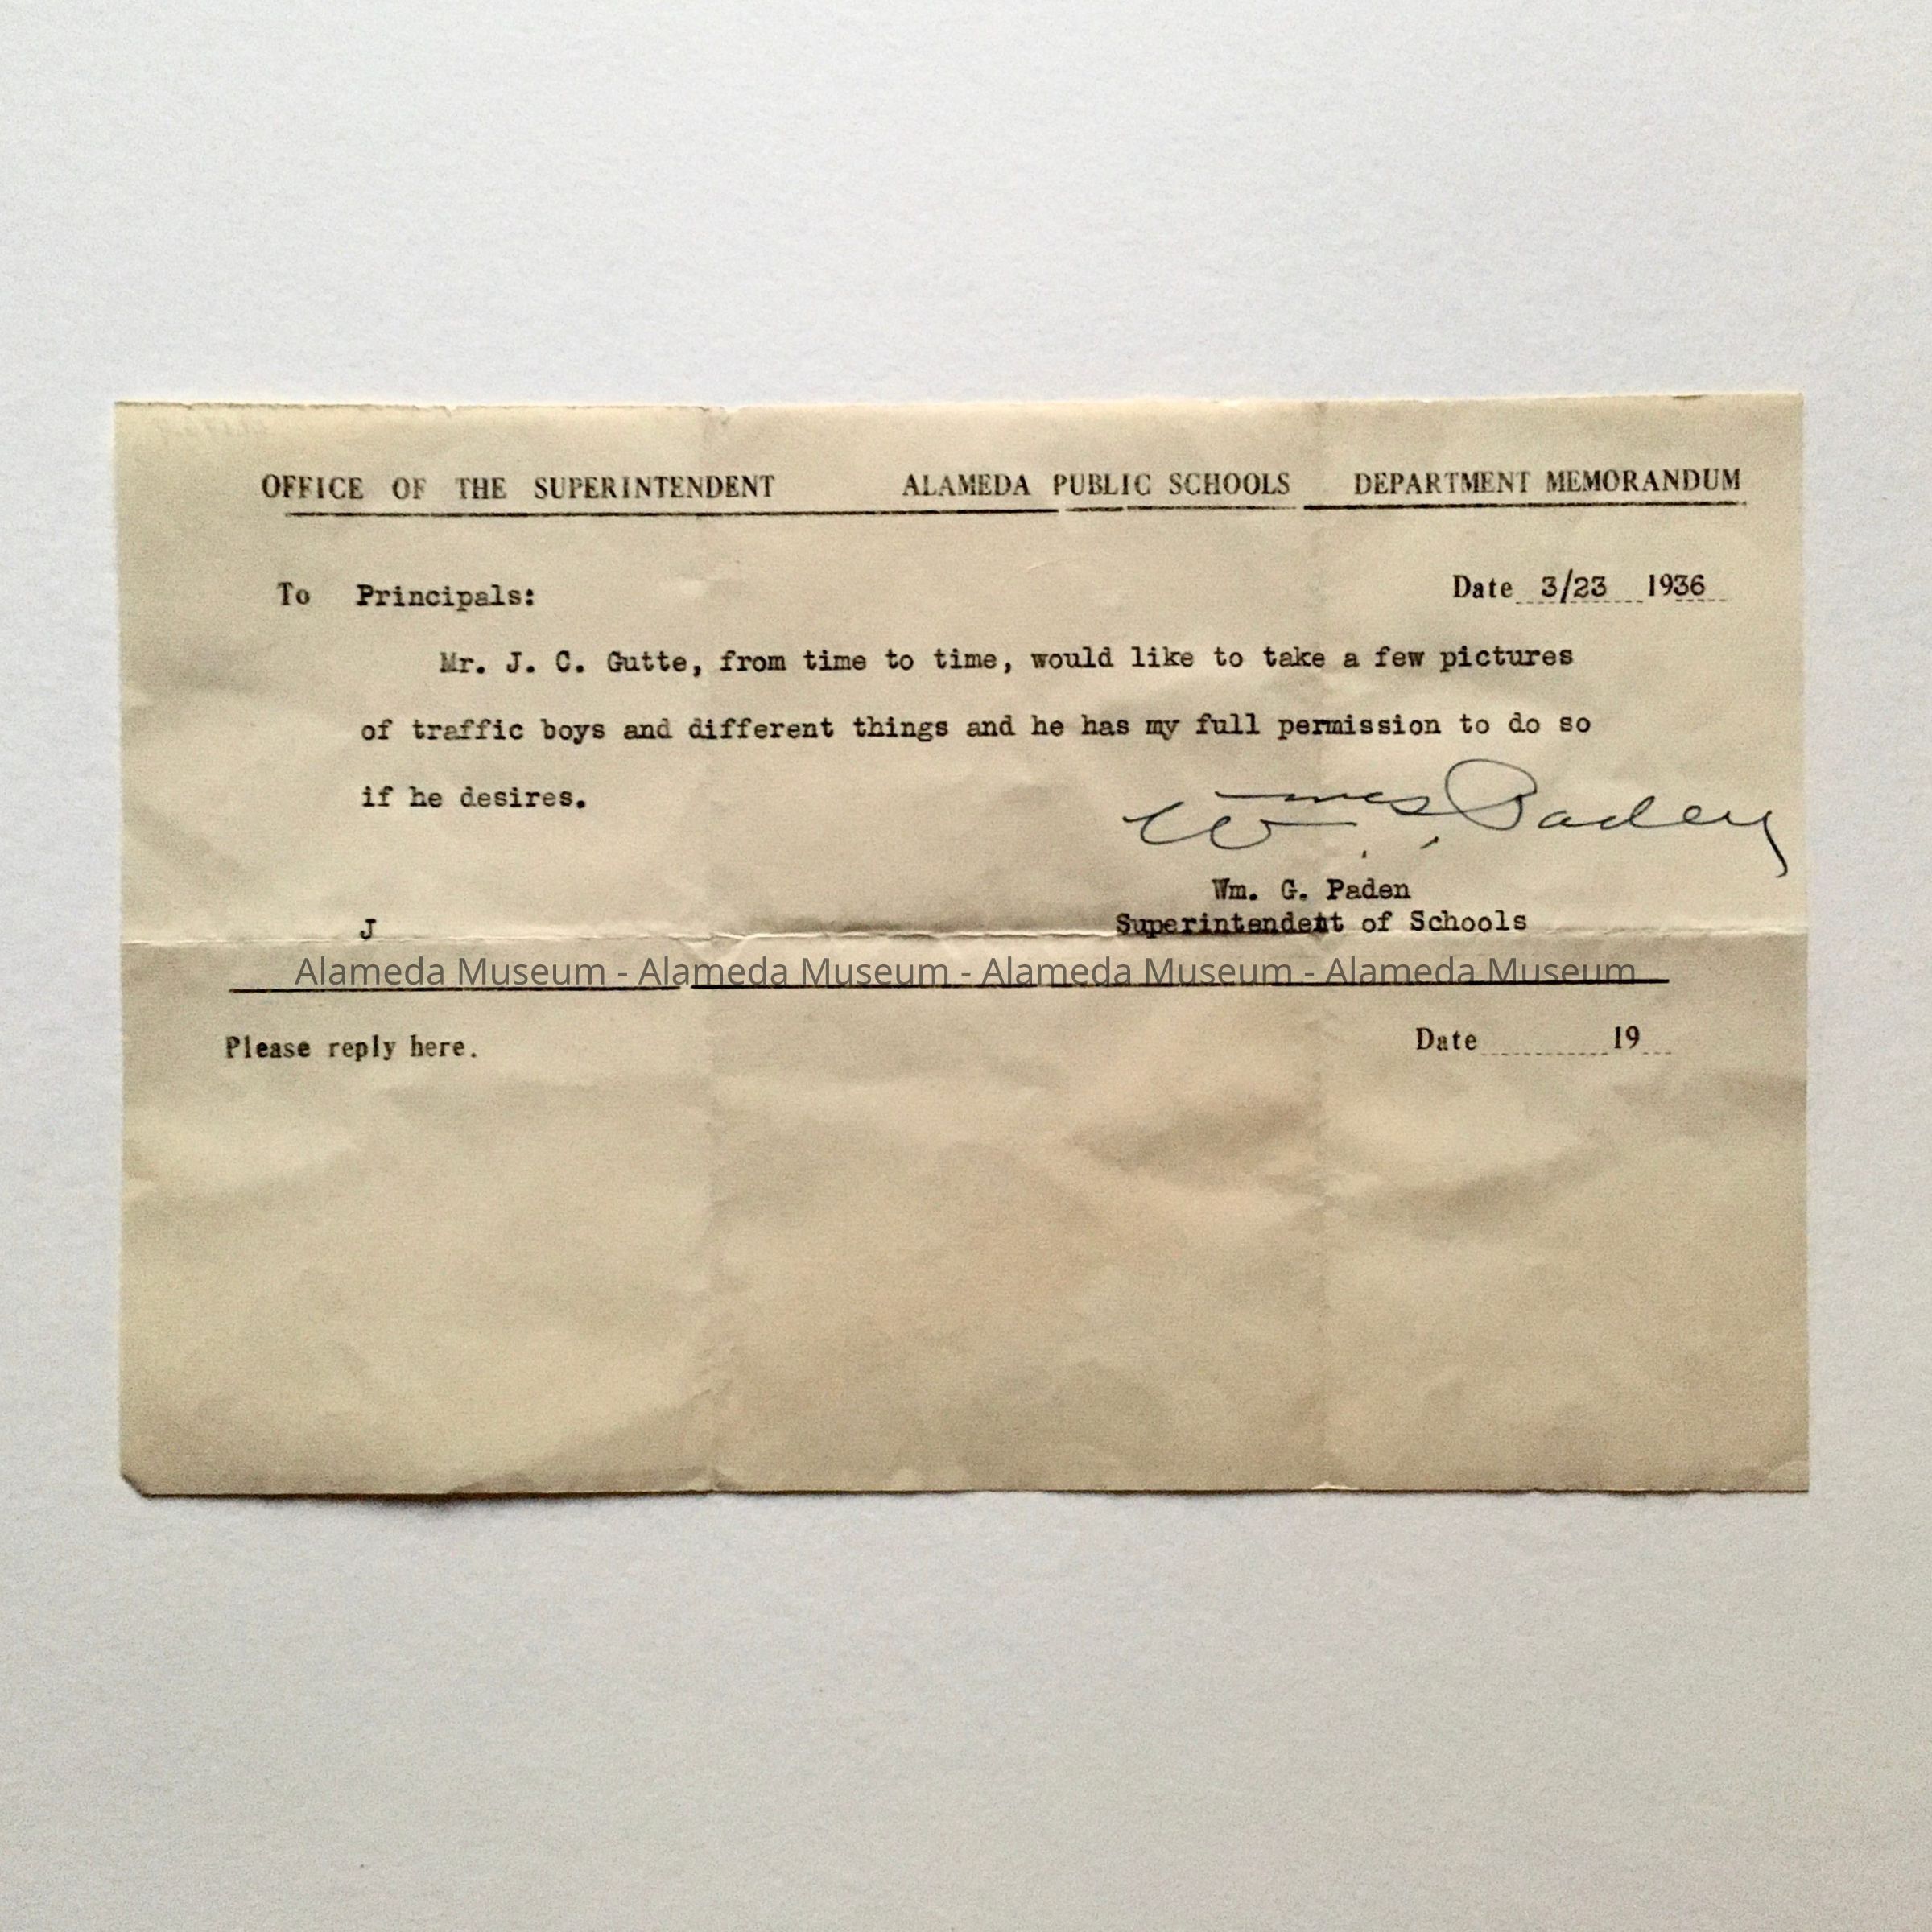 OFFICE OF THE SUPERINTENDENT ALAMEDA PUBLIC SCHOOLS DEPARTMENT MEMORANDUM
To Principals: Date 3/23 1936
Mr. J. C. Gutte, from time to time, would like to take a few pictures
of traffic boys and different things and he has my full permission to do so
if he desires.
Wm. G. Paden
Wm. G. Paden
J Superintendent of Schools
Alameda Museum - Alameda Museum - Alameda Museum - Alameda Museum
Please reply here. Date 19